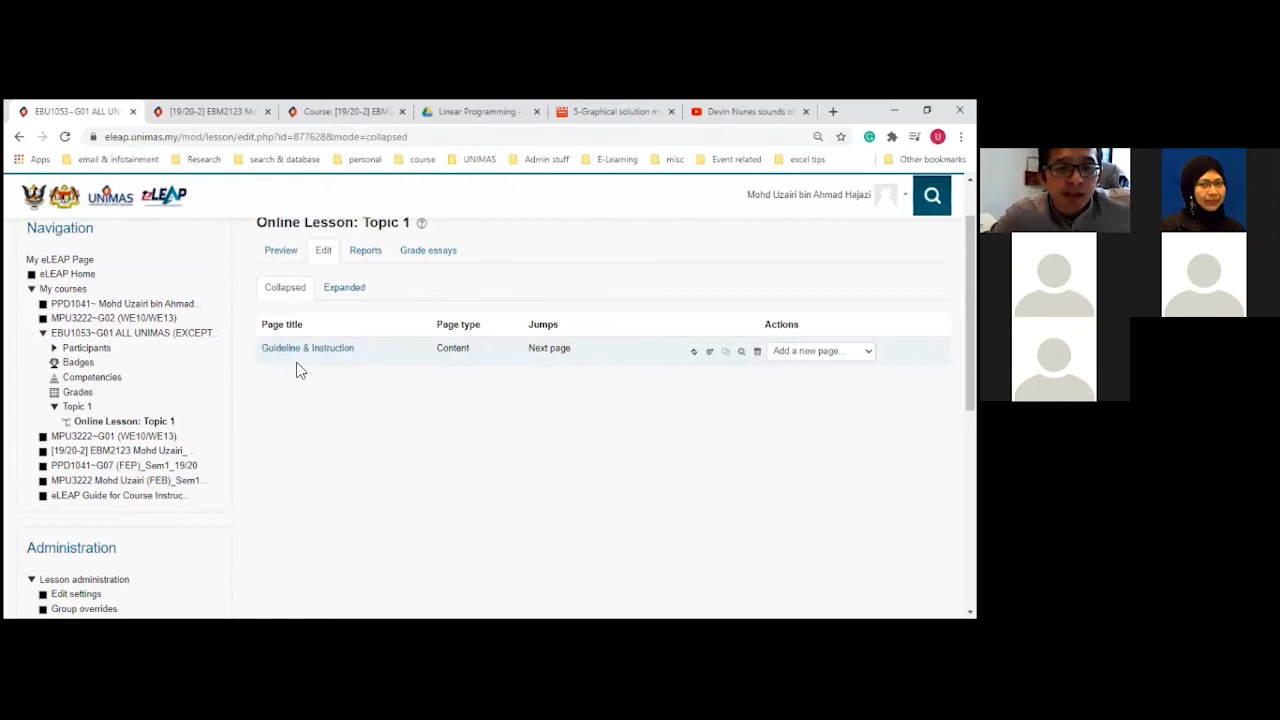 EBU1053~G01 ALL UN
[19/20-2] EBM2123 Mo
Course: [19/20-2] EBM
Linear Programming -
5-Graphical solution m
Devin Nunes sounds o
eleap.unimas.my/mod/lesson/edit.php?id=877628&mode=collapsed
Apps
email & infotainment
Research
search & database
personal
course
UNIMAS
Admin stuff
E-Learning
misc
Event related
excel tips
Other bookmarks
UNIMAS
eLEAP
Mohd Uzairi bin Ahmad Hajazi
Navigation
My eLEAP Page
eLEAP Home
My courses
PPD1041~ Mohd Uzairi bin Ahmad...
MPU3222~G02 (WE10/WE13)
EBU1053~G01 ALL UNIMAS (EXCEPT...
Participants
Badges
Competencies
Grades
Topic 1
Online Lesson: Topic 1
MPU3222~G01 (WE10/WE13)
[19/20-2] EBM2123 Mohd Uzairi_...
PPD1041~G07 (FEP)_Sem1_19/20
MPU3222 Mohd Uzairi (FEB)_Sem1...
eLEAP Guide for Course Instruc...
Administration
Lesson administration
Edit settings
Group overrides
Online Lesson: Topic 1
Preview
Edit
Reports
Grade essays
Collapsed
Expanded
Page title
Page type
Jumps
Actions
Guideline & Instruction
Content
Next page
Add a new page...